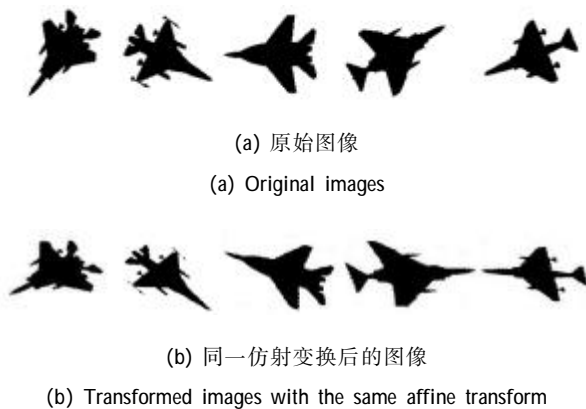 (a) 原始图像
(a) Original images
(b) 同一仿射变换后的图像
(b) Transformed images with the same affine transform